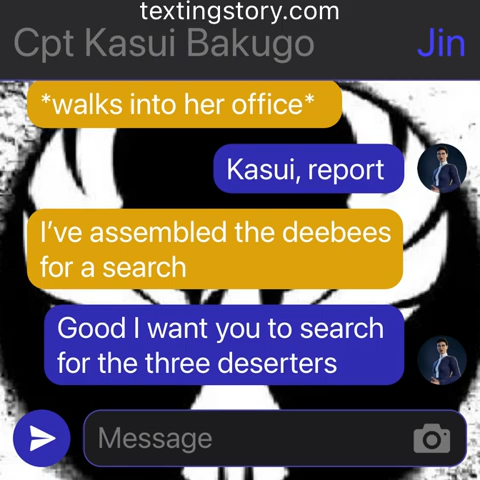 textingstory.com
Cpt Kasui Bakugo
Jin
*walks into her office*
Kasui, report
I’ve assembled the deebees
for a search
Good I want you to search
for the three deserters
Message